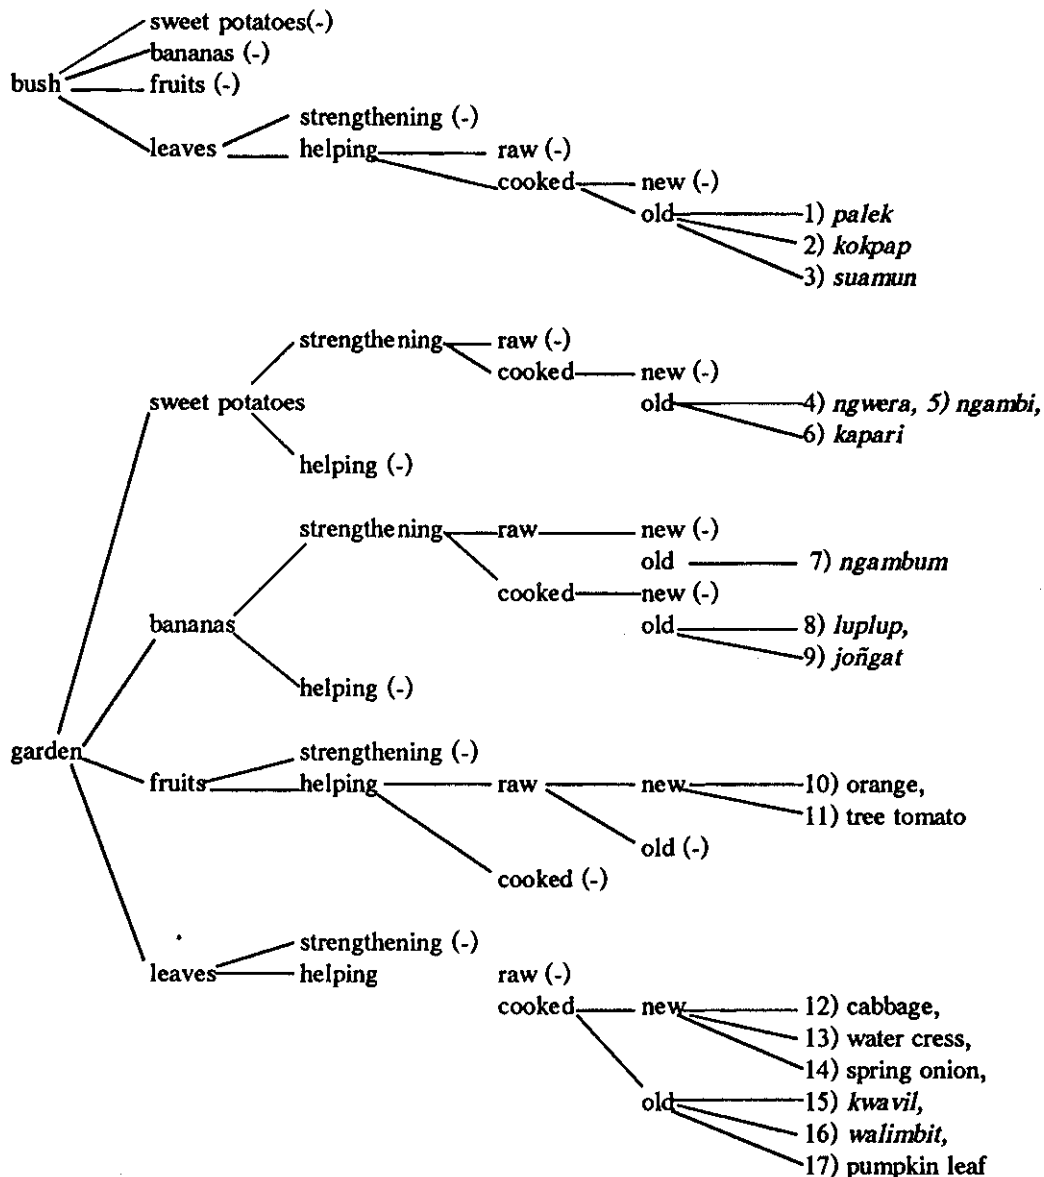 sweet potatoes(-)
bananas (-)
bush fruits (-)
strengthening (-)
leaves helping raw (-)
cooked new (-)
old 1) palek
2) kokpap
3) suamun
strengthening raw (-)
cooked new (-)
sweet potatoes old 4) ngwera, 5) ngambi,
6) kapari
helping (-)
strengthening raw new (-)
old 7) ngambum
cooked new (-)
bananas old 8) luplup,
9) joñgat
helping (-)
garden strengthening (-)
fruits helping raw new 10) orange,
11) tree tomato
old (-)
cooked (-)
strengthening (-)
leaves helping raw (-)
cooked new 12) cabbage,
13) water cress,
14) spring onion,
old 15) kwavil,
16) walimbit,
17) pumpkin leaf